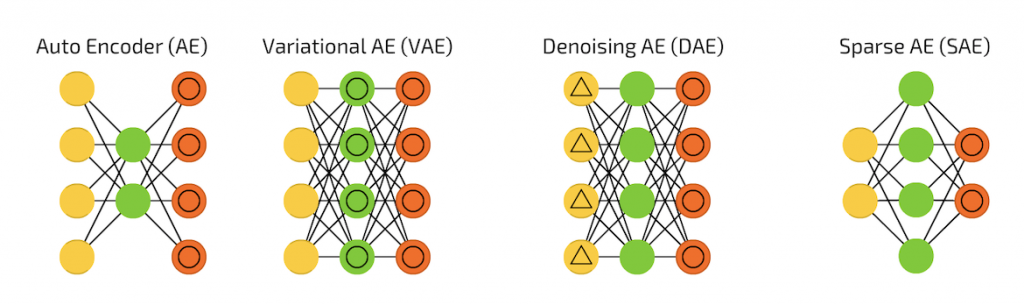 Auto Encoder (AE)
Variational AE (VAE)
Denoising AE (DAE)
Sparse AE (SAE)